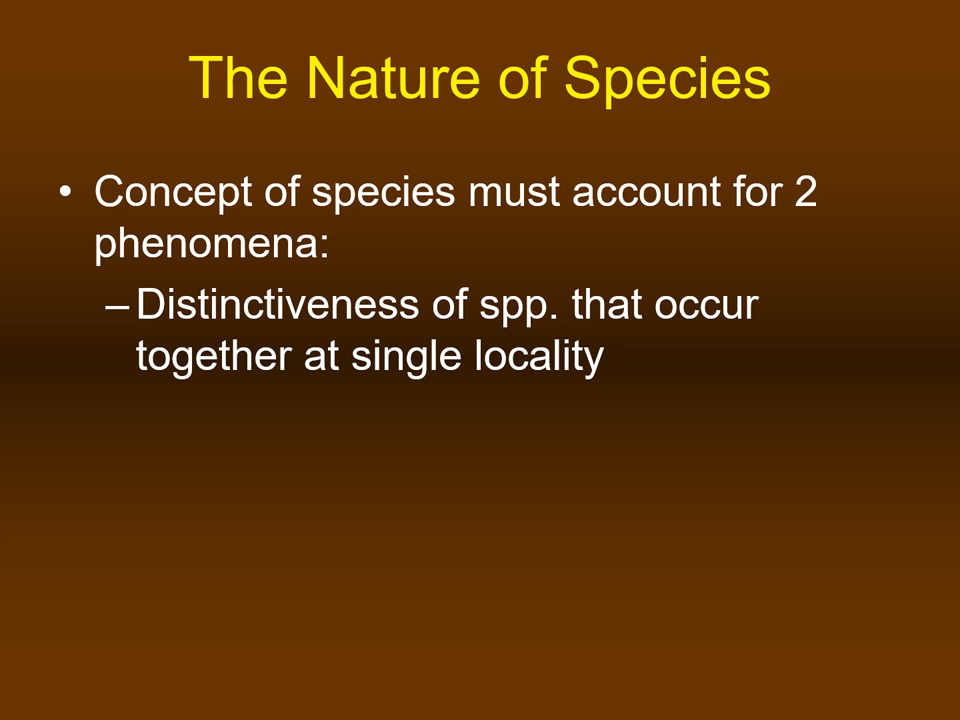 The Nature of Species
• Concept of species must account for 2
phenomena:
– Distinctiveness of spp. that occur
together at single locality